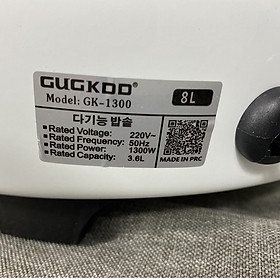 GUGKDO
Model: GK-1300
8L
다기능 밥솥
Rated Voltage: 220V~
Rated Frequency: 50Hz
Rated Power: 1300W
Rated Capacity: 3.6L
MADE IN PRC